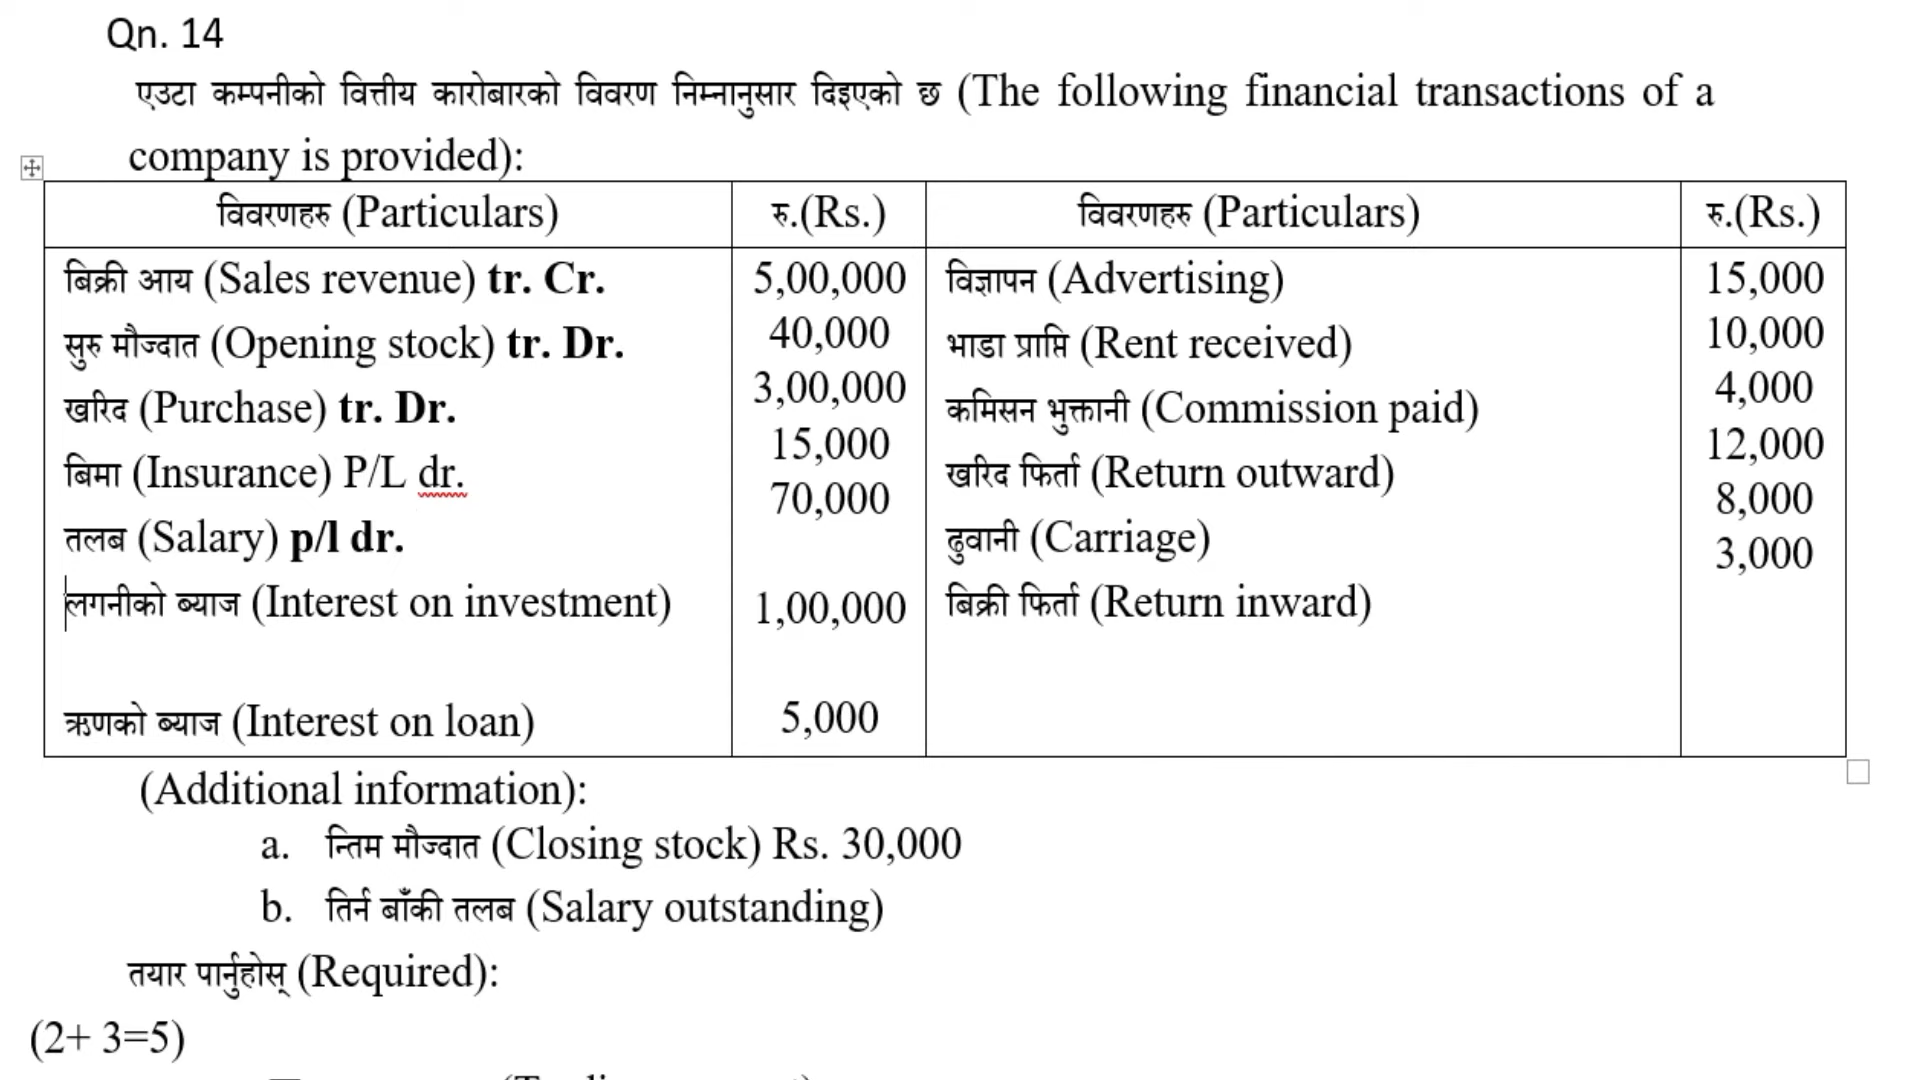 Qn. 14
एउटा कम्पनीको वित्तीय कारोबारको विवरण निम्नानुसार दिइएको छ (The following financial transactions of a
company is provided):
विवरणहरु (Particulars) रु.(Rs.) विवरणहरु (Particulars) रु.(Rs.)
बिक्री आय (Sales revenue) tr. Cr. 5,00,000 विज्ञापन (Advertising) 15,000
सुरु मौज्दात (Opening stock) tr. Dr. 40,000 भाडा प्राप्ति (Rent received) 10,000
खरिद (Purchase) tr. Dr. 3,00,000 कमिसन भुक्तानी (Commission paid) 4,000
बिमा (Insurance) P/L dr. 15,000 खरिद फिर्ता (Return outward) 12,000
तलब (Salary) p/l dr. 70,000 ढुवानी (Carriage) 8,000
लगनीको ब्याज (Interest on investment) 1,00,000 बिक्री फिर्ता (Return inward) 3,000
ऋणको ब्याज (Interest on loan) 5,000
(Additional information):
a. न्तिम मौज्दात (Closing stock) Rs. 30,000
b. तिर्न बाँकी तलब (Salary outstanding)
तयार पार्नुहोस् (Required):
(2+ 3=5)